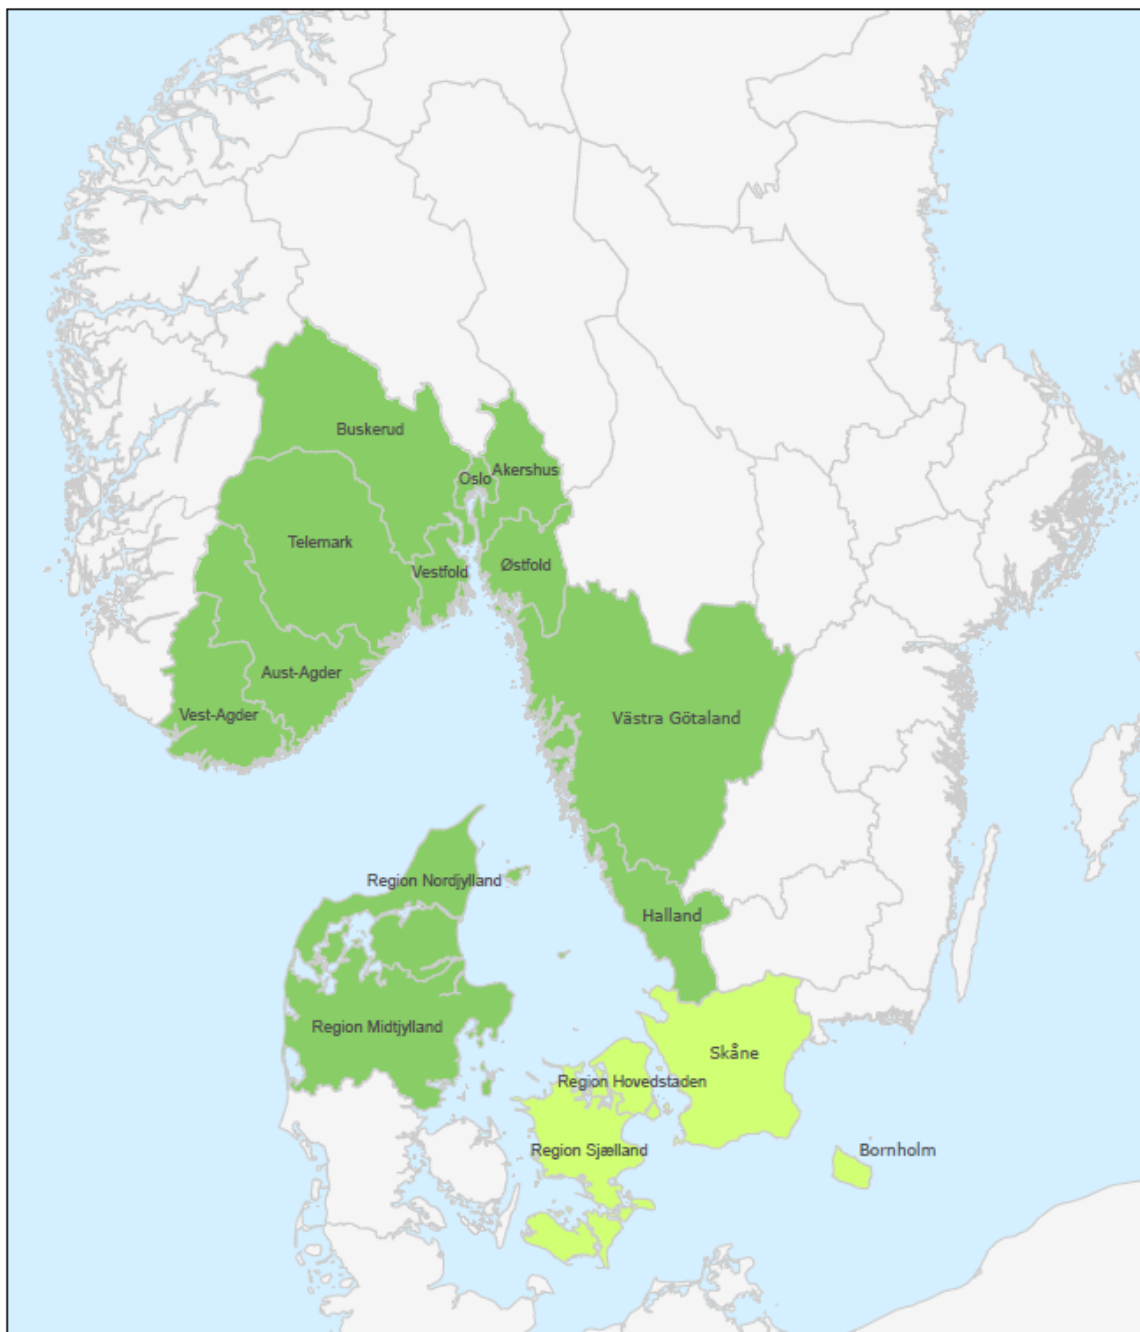 Buskerud
Akershus
Oslo
Telemark
Vestfold
Østfold
Aust-Agder
Vest-Agder
Västra Götaland
Region Nordjylland
Halland
Region Midtjylland
Skåne
Region Hovedstaden
Region Sjælland
Bornholm